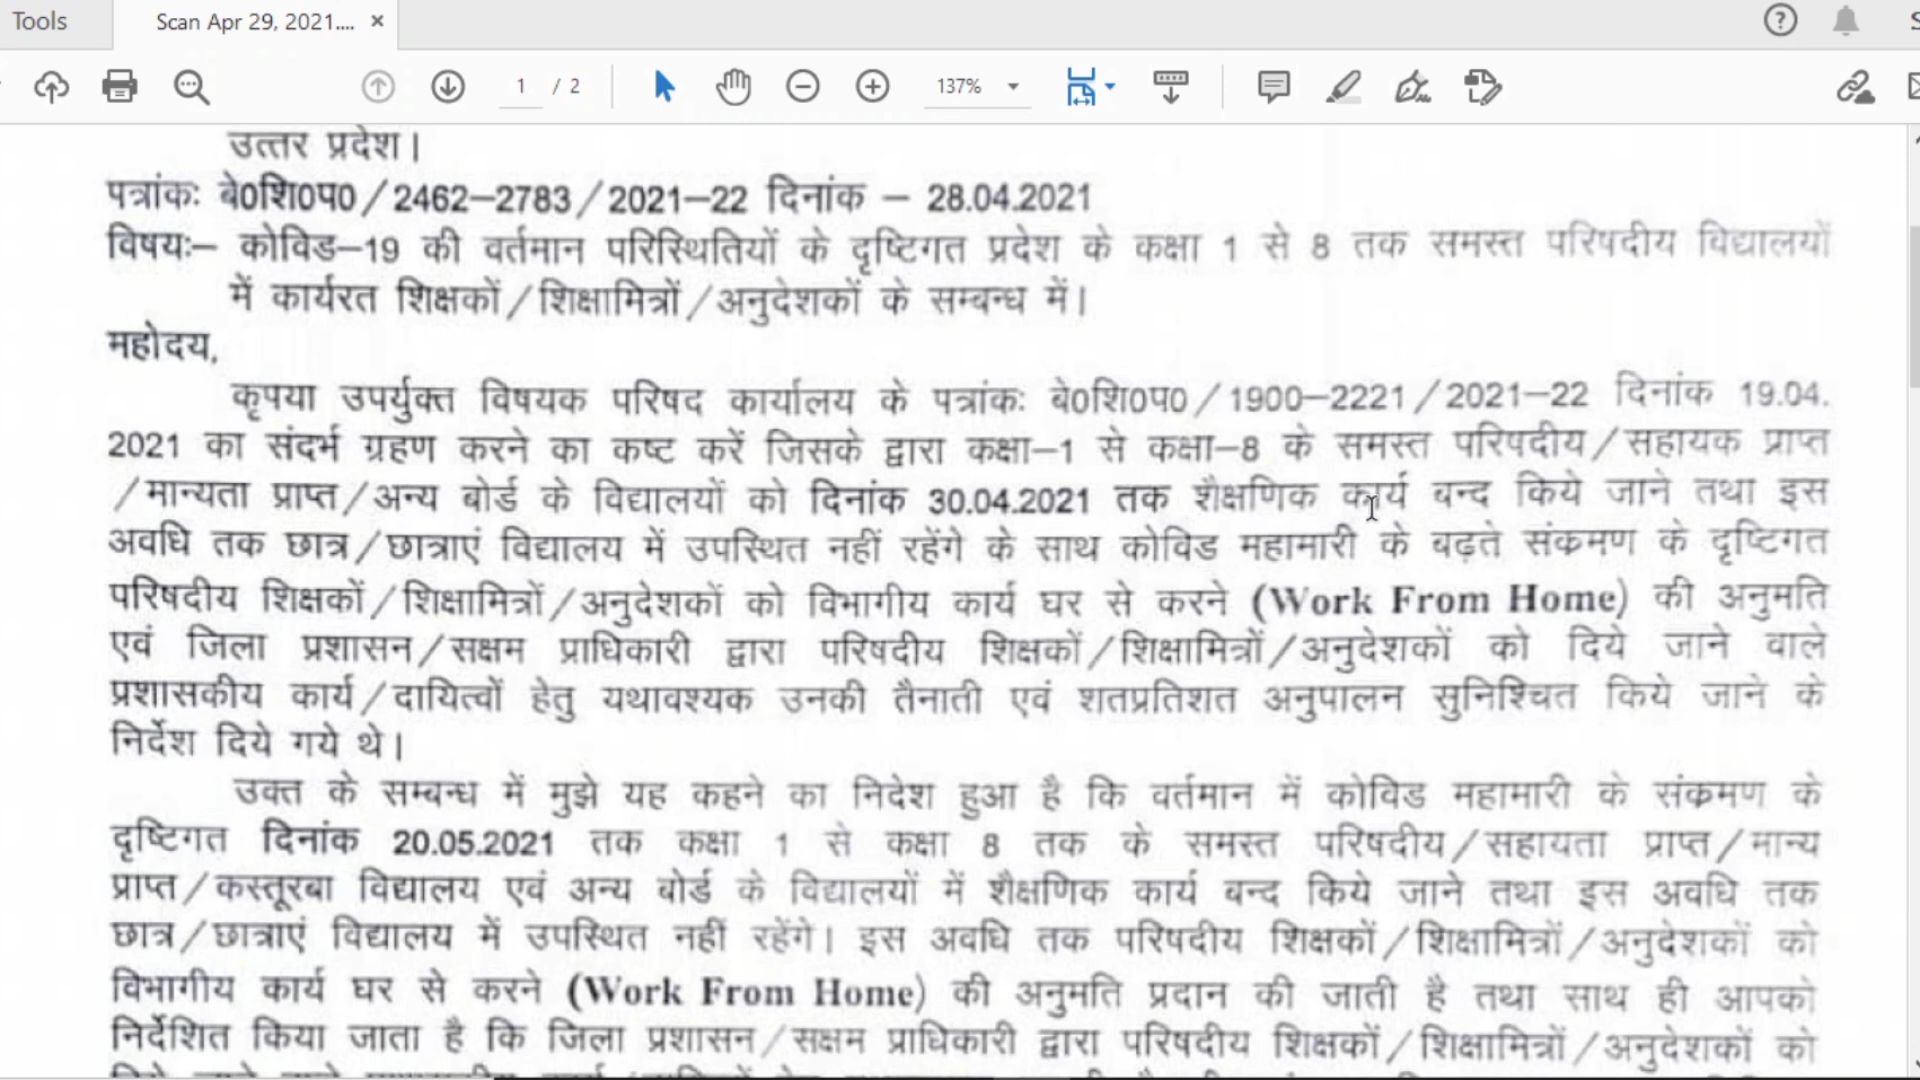 Tools
Scan Apr 29, 2021.... ×
1 / 2
137%
उत्तर प्रदेश।
पत्रांकः बे0शि0प0/2462–2783/2021–22 दिनांक – 28.04.2021
विषयः– कोविड–19 की वर्तमान परिस्थितियों के दृष्टिगत प्रदेश के कक्षा 1 से 8 तक समस्त परिषदीय विद्यालयों
में कार्यरत शिक्षकों/शिक्षामित्रों/अनुदेशकों के सम्बन्ध में।
महोदय,
कृपया उपर्युक्त विषयक परिषद कार्यालय के पत्रांकः बे0शि0प0/1900–2221/2021–22 दिनांक 19.04.
2021 का संदर्भ ग्रहण करने का कष्ट करें जिसके द्वारा कक्षा–1 से कक्षा–8 के समस्त परिषदीय/सहायक प्राप्त
/मान्यता प्राप्त/अन्य बोर्ड के विद्यालयों को दिनांक 30.04.2021 तक शैक्षणिक कार्य बन्द किये जाने तथा इस
अवधि तक छात्र/छात्राएं विद्यालय में उपस्थित नहीं रहेंगे के साथ कोविड महामारी के बढ़ते संक्रमण के दृष्टिगत
परिषदीय शिक्षकों/शिक्षामित्रों/अनुदेशकों को विभागीय कार्य घर से करने (Work From Home) की अनुमति
एवं जिला प्रशासन/सक्षम प्राधिकारी द्वारा परिषदीय शिक्षकों/शिक्षामित्रों/अनुदेशकों को दिये जाने वाले
प्रशासकीय कार्य/दायित्वों हेतु यथावश्यक उनकी तैनाती एवं शतप्रतिशत अनुपालन सुनिश्चित किये जाने के
निर्देश दिये गये थे।
उक्त के सम्बन्ध में मुझे यह कहने का निदेश हुआ है कि वर्तमान में कोविड महामारी के संक्रमण के
दृष्टिगत दिनांक 20.05.2021 तक कक्षा 1 से कक्षा 8 तक के समस्त परिषदीय/सहायता प्राप्त/मान्य
प्राप्त/कस्तूरबा विद्यालय एवं अन्य बोर्ड के विद्यालयों में शैक्षणिक कार्य बन्द किये जाने तथा इस अवधि तक
छात्र/छात्राएं विद्यालय में उपस्थित नहीं रहेंगे। इस अवधि तक परिषदीय शिक्षकों/शिक्षामित्रों/अनुदेशकों को
विभागीय कार्य घर से करने (Work From Home) की अनुमति प्रदान की जाती है तथा साथ ही आपको
निर्देशित किया जाता है कि जिला प्रशासन/सक्षम प्राधिकारी द्वारा परिषदीय शिक्षकों/शिक्षामित्रों/अनुदेशकों को